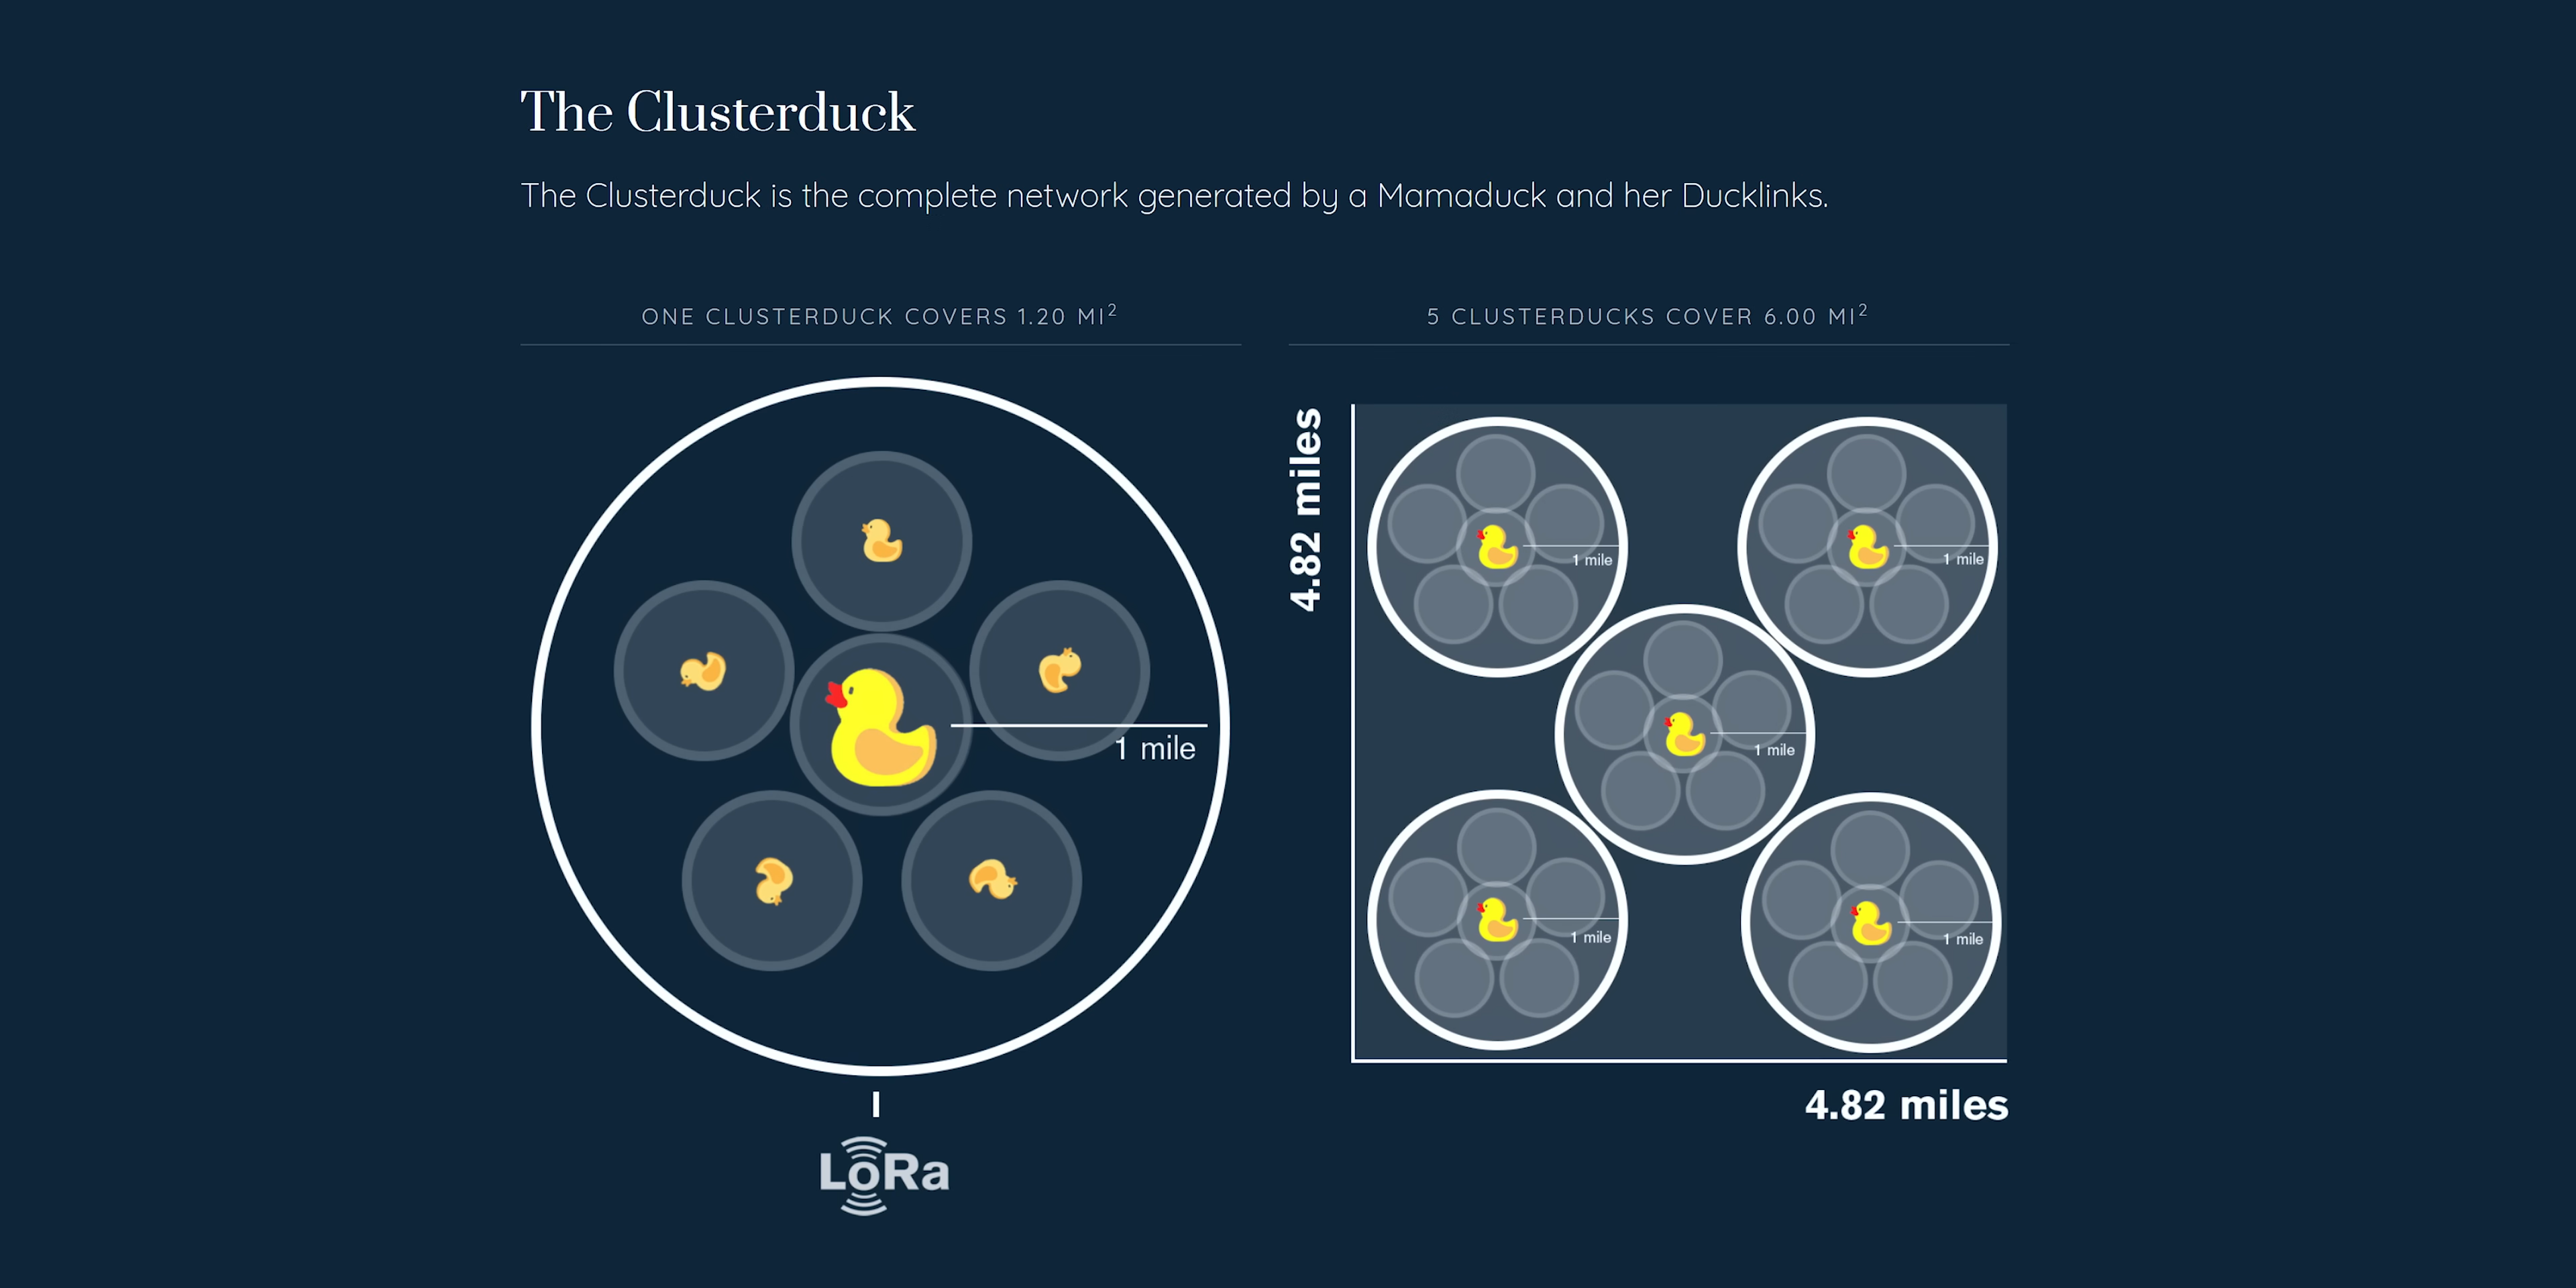 The Clusterduck
The Clusterduck is the complete network generated by a Mamaduck and her Ducklinks.
ONE CLUSTERDUCK COVERS 1.20 MI²
1 mile
LoRa
5 CLUSTERDUCKS COVER 6.00 MI²
4.82 miles
1 mile
1 mile
1 mile
1 mile
1 mile
4.82 miles